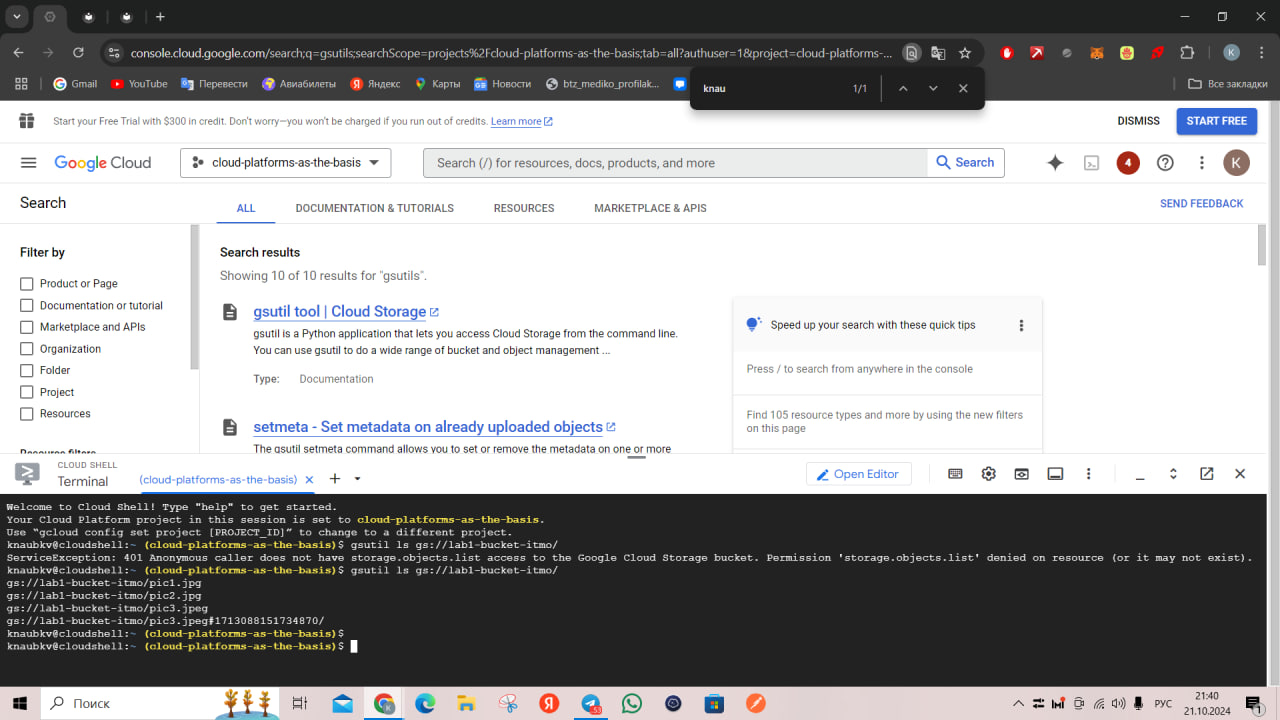 console.cloud.google.com/search;q=gsutils;searchScope=projects%2Fcloud-platforms-as-the-basis;tab=all?authuser=1&project=cloud-platforms-...
K
Gmail
YouTube
Перевести
Авиабилеты
Яндекс
Карты
Новости
btz_mediko_profilak...
Все закладки
knau
1/1
Start your Free Trial with $300 in credit. Don't worry—you won't be charged if you run out of credits. Learn more
DISMISS
START FREE
Google Cloud
cloud-platforms-as-the-basis
Search (/) for resources, docs, products, and more
Search
4
K
Search
ALL
DOCUMENTATION & TUTORIALS
RESOURCES
MARKETPLACE & APIS
SEND FEEDBACK
Filter by
Product or Page
Documentation or tutorial
Marketplace and APIs
Organization
Folder
Project
Resources
Resource filters
Search results
Showing 10 of 10 results for "gsutils".
gsutil tool | Cloud Storage
gsutil is a Python application that lets you access Cloud Storage from the command line.
You can use gsutil to do a wide range of bucket and object management ...
Type: Documentation
setmeta - Set metadata on already uploaded objects
The gsutil setmeta command allows you to set or remove the metadata on one or more
Speed up your search with these quick tips
Press / to search from anywhere in the console
Find 105 resource types and more by using the new filters
on this page
CLOUD SHELL
Terminal
(cloud-platforms-as-the-basis)
Open Editor
Welcome to Cloud Shell! Type "help" to get started.
Your Cloud Platform project in this session is set to cloud-platforms-as-the-basis.
Use “gcloud config set project [PROJECT_ID]” to change to a different project.
knaubkv@cloudshell:~ (cloud-platforms-as-the-basis)$ gsutil ls gs://lab1-bucket-itmo/
ServiceException: 401 Anonymous caller does not have storage.objects.list access to the Google Cloud Storage bucket. Permission 'storage.objects.list' denied on resource (or it may not exist).
knaubkv@cloudshell:~ (cloud-platforms-as-the-basis)$ gsutil ls gs://lab1-bucket-itmo/
gs://lab1-bucket-itmo/pic1.jpg
gs://lab1-bucket-itmo/pic2.jpg
gs://lab1-bucket-itmo/pic3.jpeg
gs://lab1-bucket-itmo/pic3.jpeg#1713088151734870/
knaubkv@cloudshell:~ (cloud-platforms-as-the-basis)$
knaubkv@cloudshell:~ (cloud-platforms-as-the-basis)$
Поиск
53
РУС
21:40
21.10.2024
1